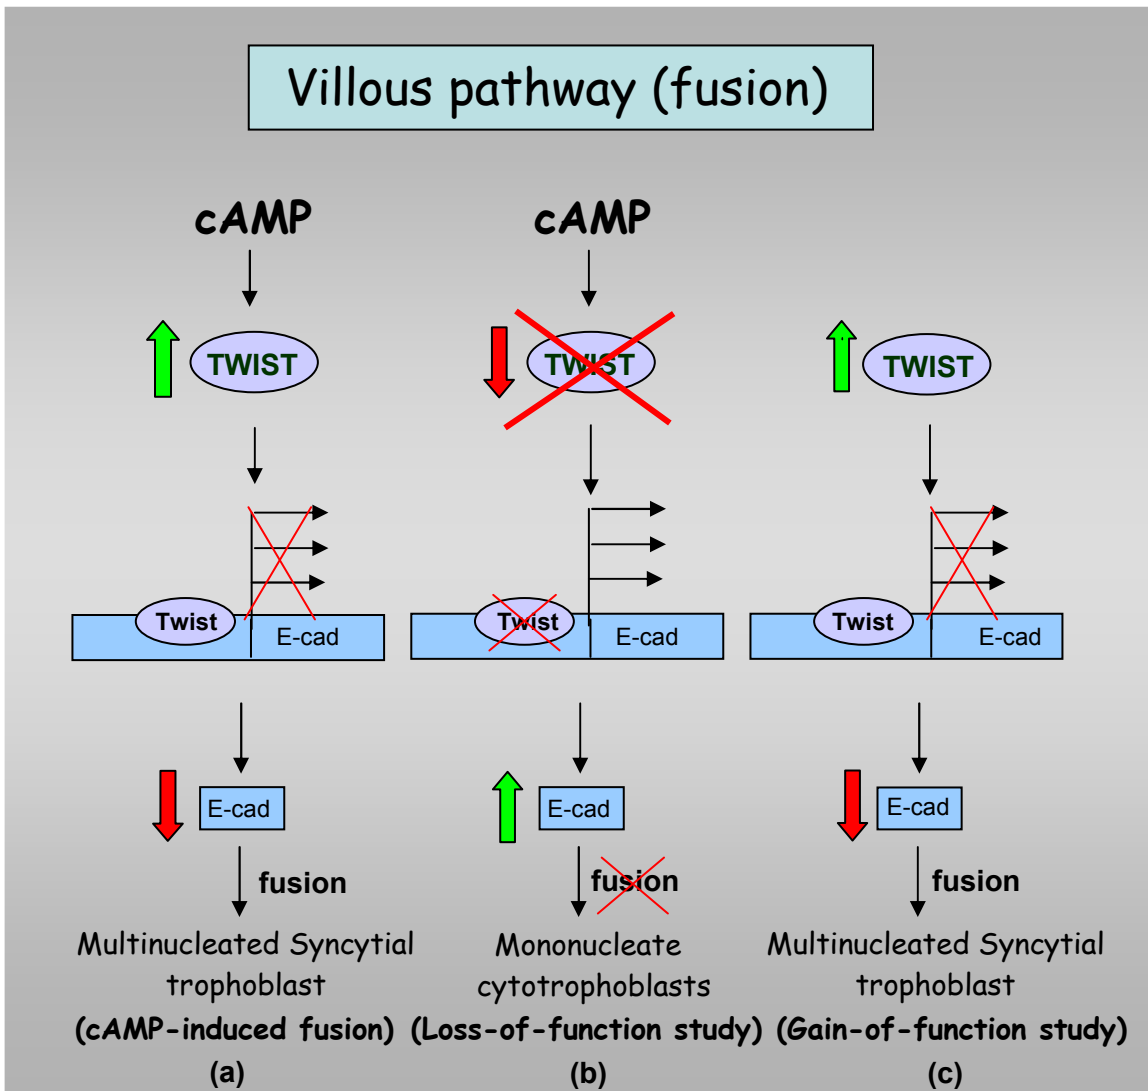 Villous pathway (fusion)
cAMP
cAMP
TWIST
TWIST
TWIST
Twist
E-cad
Twist
E-cad
Twist
E-cad
E-cad
E-cad
E-cad
fusion
fusion
fusion
Multinucleated Syncytial
trophoblast
(cAMP-induced fusion)
(a)
Mononucleate
cytotrophoblasts
(Loss-of-function study)
(b)
Multinucleated Syncytial
trophoblast
(Gain-of-function study)
(c)